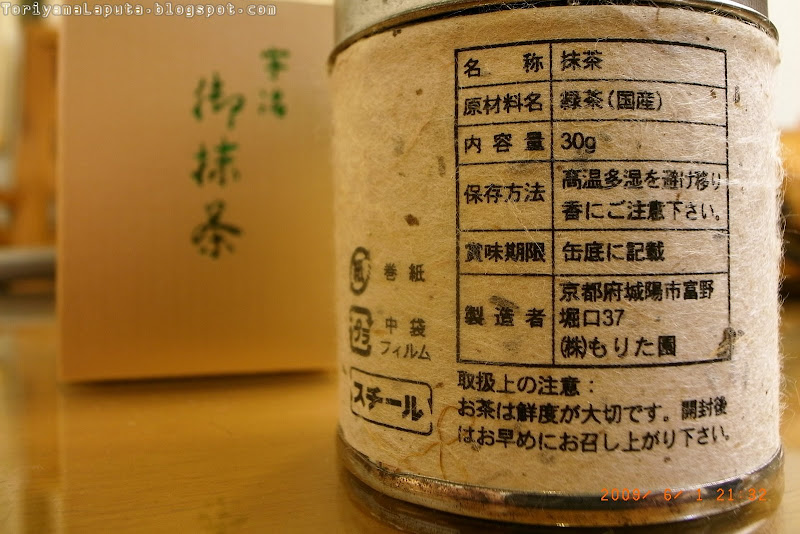 ToriyamaLaputa.blogspot.com
宇治
御抹茶
名称 抹茶
原材料名 緑茶(国産)
内容量 30g
保存方法 高温多湿を避け移り
香にご注意下さい。
賞味期限 缶底に記載
製造者 京都府城陽市富野
堀口37
㈱もりた園
紙 巻紙
プラ 中袋
フィルム
スチール
取扱上の注意：
お茶は鮮度が大切です。開封後
はお早めにお召し上がり下さい。
2009/ 6/ 1 21:32